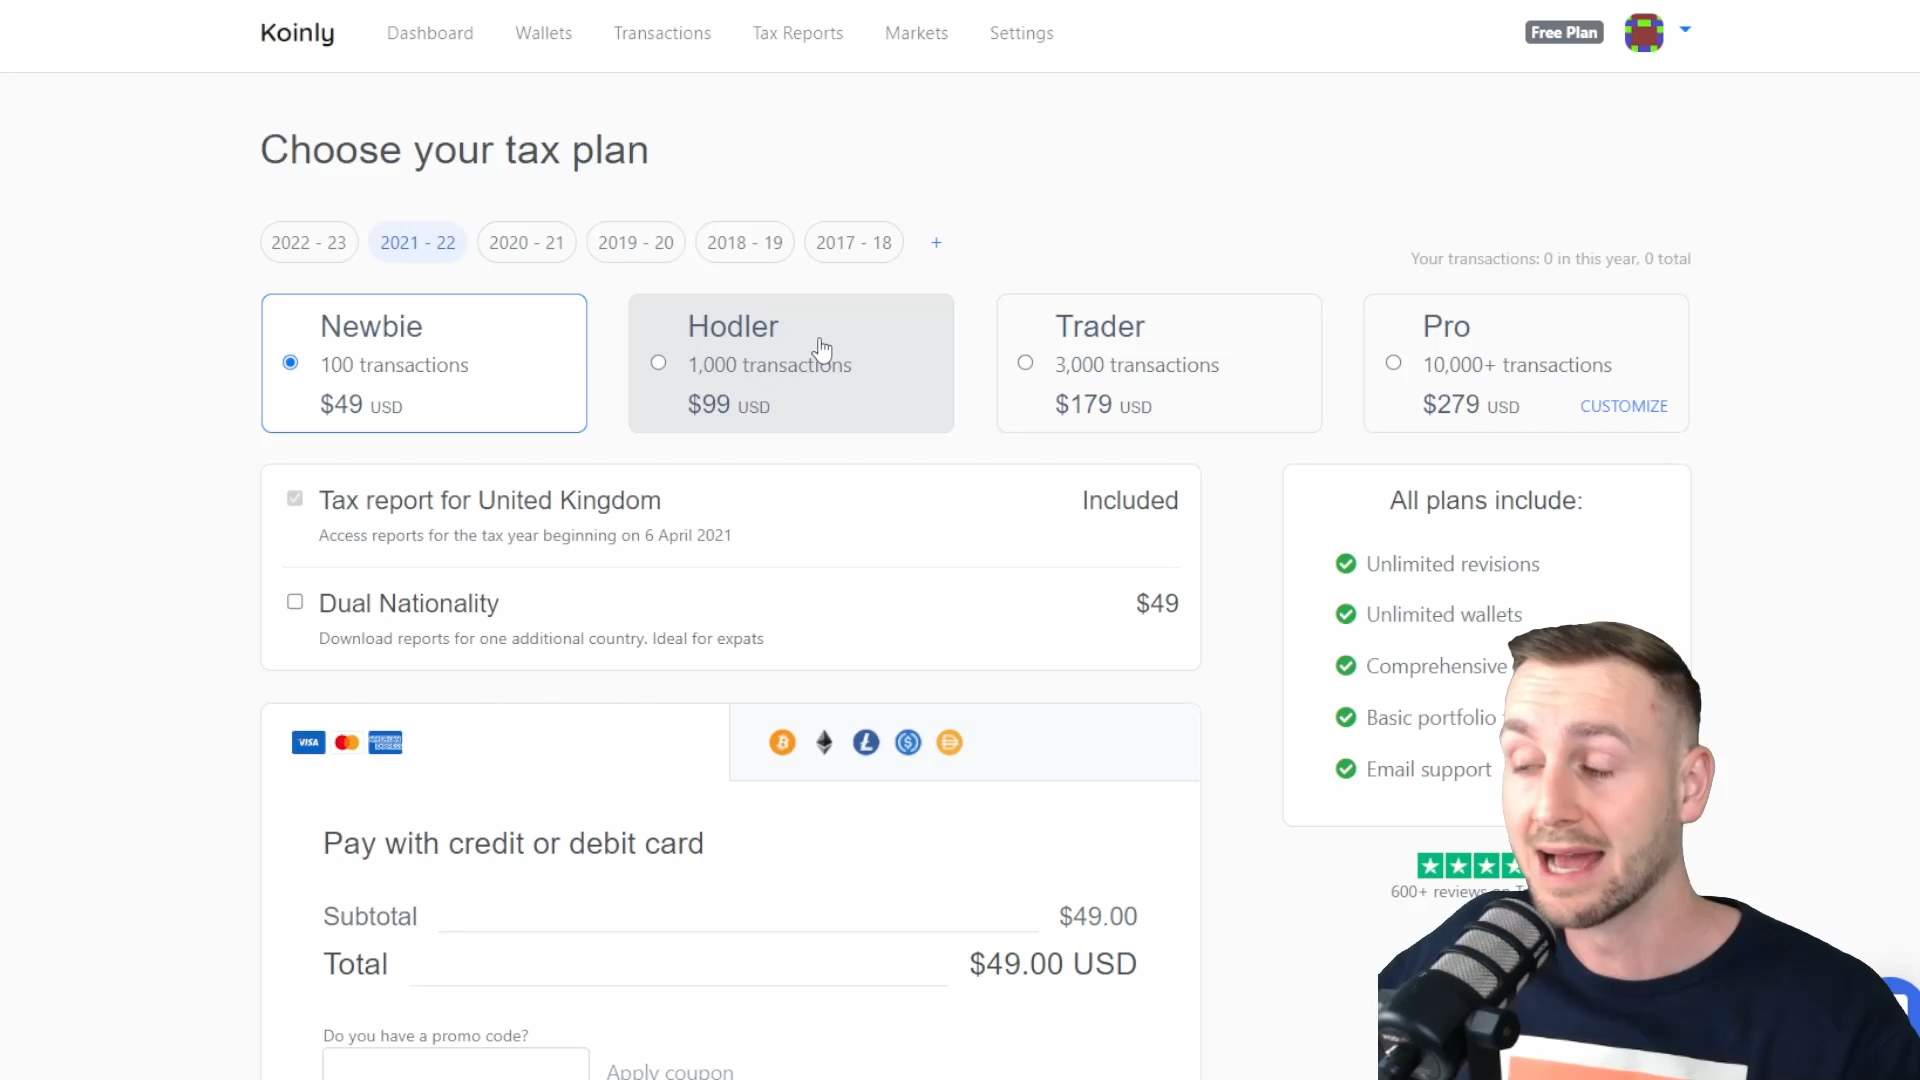 Koinly
Dashboard
Wallets
Transactions
Tax Reports
Markets
Settings
Free Plan
Choose your tax plan
2022 - 23
2021 - 22
2020 - 21
2019 - 20
2018 - 19
2017 - 18
+
Your transactions: 0 in this year, 0 total
Newbie
100 transactions
$49 USD
Hodler
1,000 transactions
$99 USD
Trader
3,000 transactions
$179 USD
Pro
10,000+ transactions
$279 USD
CUSTOMIZE
Tax report for United Kingdom
Included
Access reports for the tax year beginning on 6 April 2021
Dual Nationality
$49
Download reports for one additional country. Ideal for expats
All plans include:
Unlimited revisions
Unlimited wallets
Comprehensive
Basic portfolio
Email support
600+ reviews on
VISA
AMERICAN EXPRESS
Pay with credit or debit card
Subtotal
$49.00
Total
$49.00 USD
Do you have a promo code?
Apply coupon